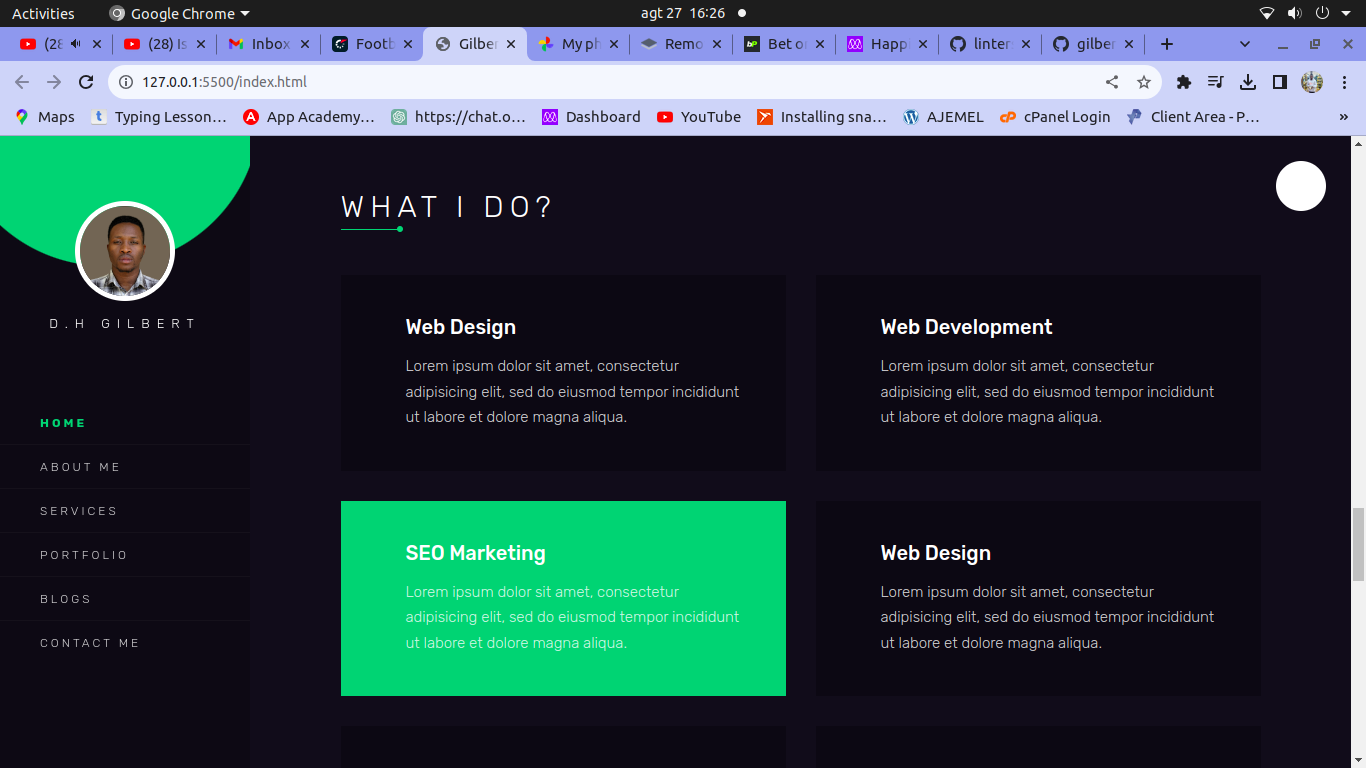 Activities
Google Chrome
agt 27 16:26
(28
(28) Is
Inbox
Footb
Gilber
My ph
Remo
Bet o
Happ
linter
gilber
127.0.0.1:5500/index.html
Maps
Typing Lesson…
App Academy…
https://chat.o…
Dashboard
YouTube
Installing sna…
AJEMEL
cPanel Login
Client Area - P…
»
D.H GILBERT
HOME
ABOUT ME
SERVICES
PORTFOLIO
BLOGS
CONTACT ME
WHAT I DO?
Web Design
Lorem ipsum dolor sit amet, consectetur
adipisicing elit, sed do eiusmod tempor incididunt
ut labore et dolore magna aliqua.
Web Development
Lorem ipsum dolor sit amet, consectetur
adipisicing elit, sed do eiusmod tempor incididunt
ut labore et dolore magna aliqua.
SEO Marketing
Lorem ipsum dolor sit amet, consectetur
adipisicing elit, sed do eiusmod tempor incididunt
ut labore et dolore magna aliqua.
Web Design
Lorem ipsum dolor sit amet, consectetur
adipisicing elit, sed do eiusmod tempor incididunt
ut labore et dolore magna aliqua.